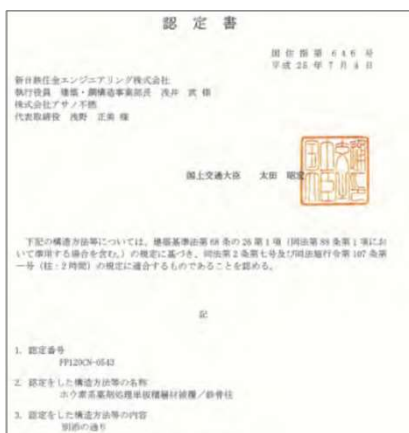 認 定 書
国 住 指 第 646 号
平成 25 年 7 月 4 日
新日鉄住金エンジニアリング株式会社
執行役員 建築・鋼構造事業部長 浅井 武 様
株式会社アサノ不燃
代表取締役 浅野 正美 様
国土交通大臣 太田 昭宏
下記の構造方法等については、建築基準法第 68 条の 26 第 1 項（同法第 88 条第 1 項にお
いて準用する場合を含む。）の規定に基づき、同法第 2 条第七号及び同法施行令第 107 条第
一号（柱：2 時間）の規定に適合するものであることを認める。
記
1. 認定番号
FP120CN-0543
2. 認定をした構造方法等の名称
ホウ素系薬剤処理単板積層材被覆／鉄骨柱
3. 認定をした構造方法等の内容
別添の通り